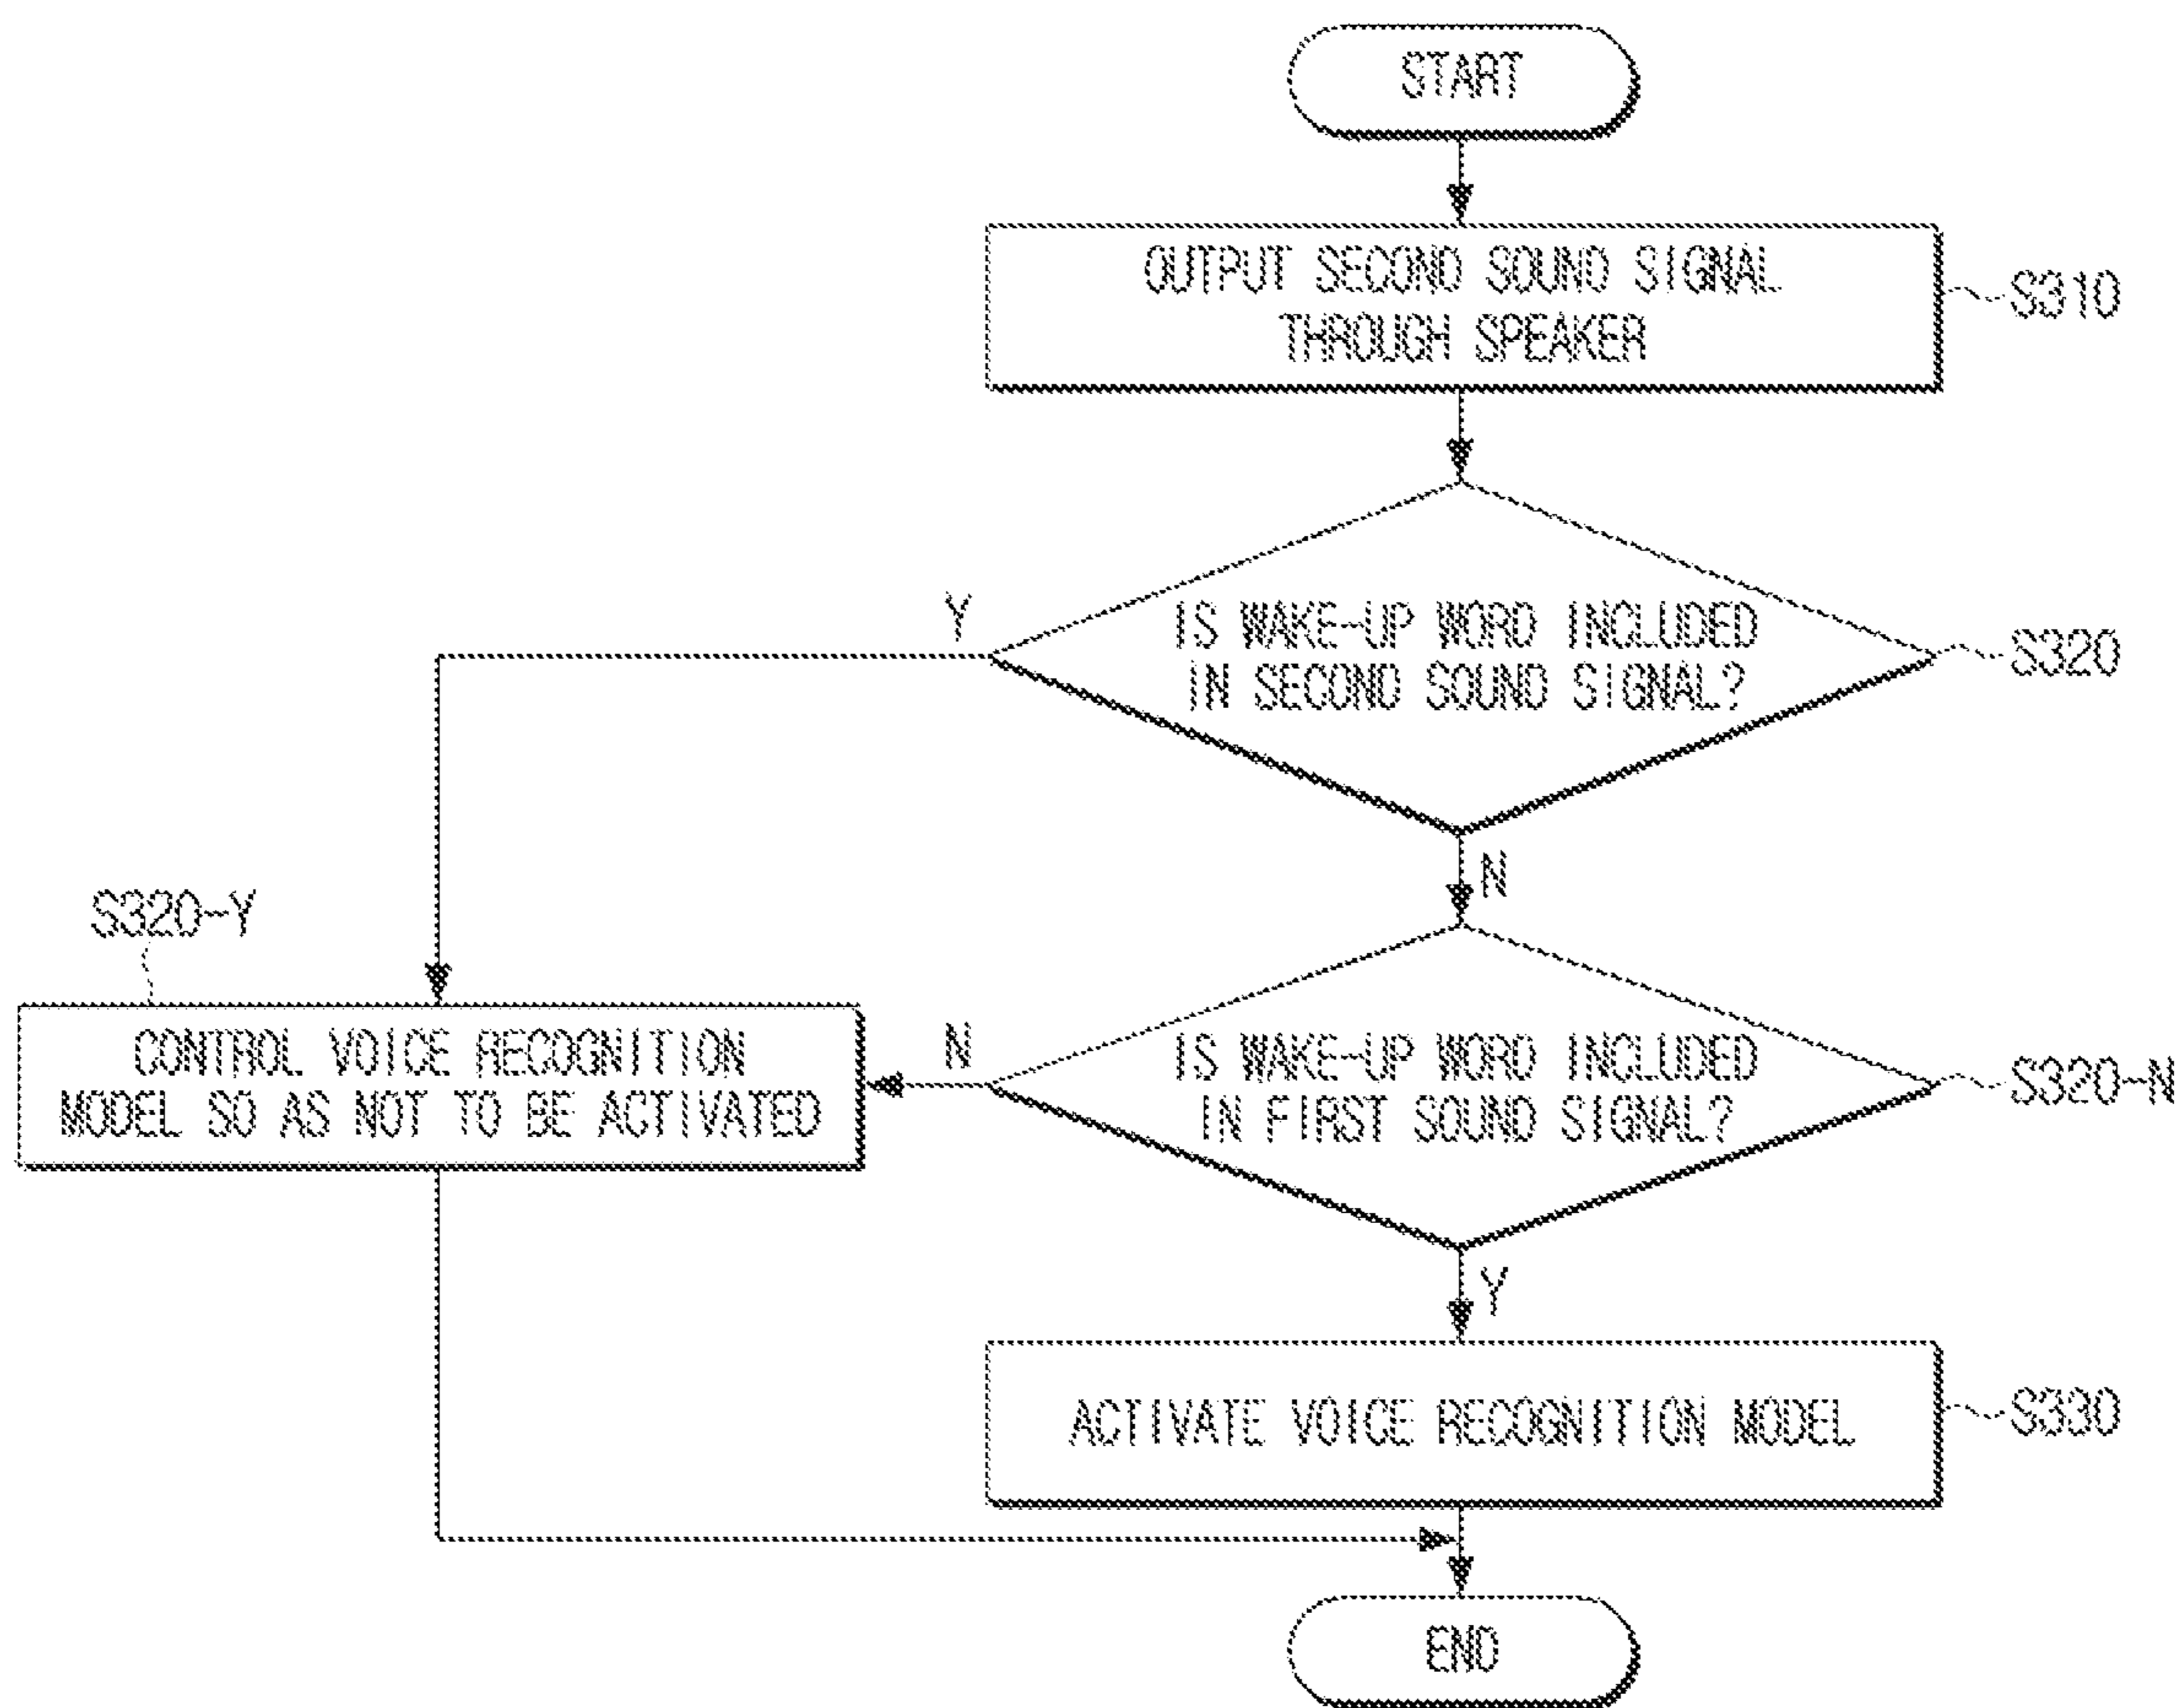 START
OUTPUT SECOND SOUND SIGNAL
THROUGH SPEAKER
S310
Y
IS WAKE-UP WORD INCLUDED
IN SECOND SOUND SIGNAL?
S320
N
S320-Y
CONTROL VOICE RECOGNITION
MODEL SO AS NOT TO BE ACTIVATED
N
IS WAKE-UP WORD INCLUDED
IN FIRST SOUND SIGNAL?
S320-N
Y
ACTIVATE VOICE RECOGNITION MODEL
S330
END